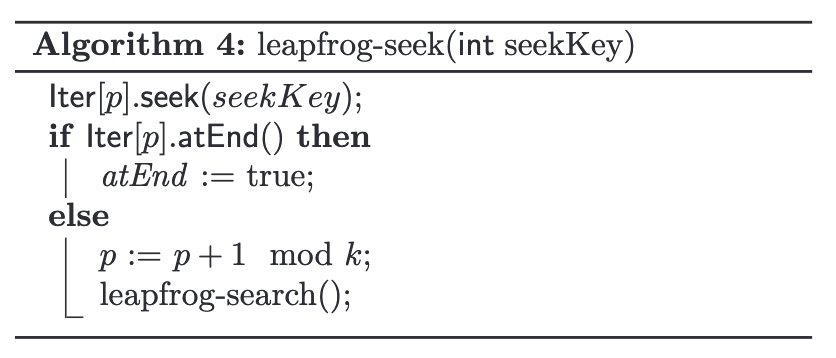 Algorithm 4: leapfrog-seek(int seekKey)
Iter[p].seek(seekKey);
if Iter[p].atEnd() then
atEnd := true;
else
p := p + 1 mod k;
leapfrog-search();